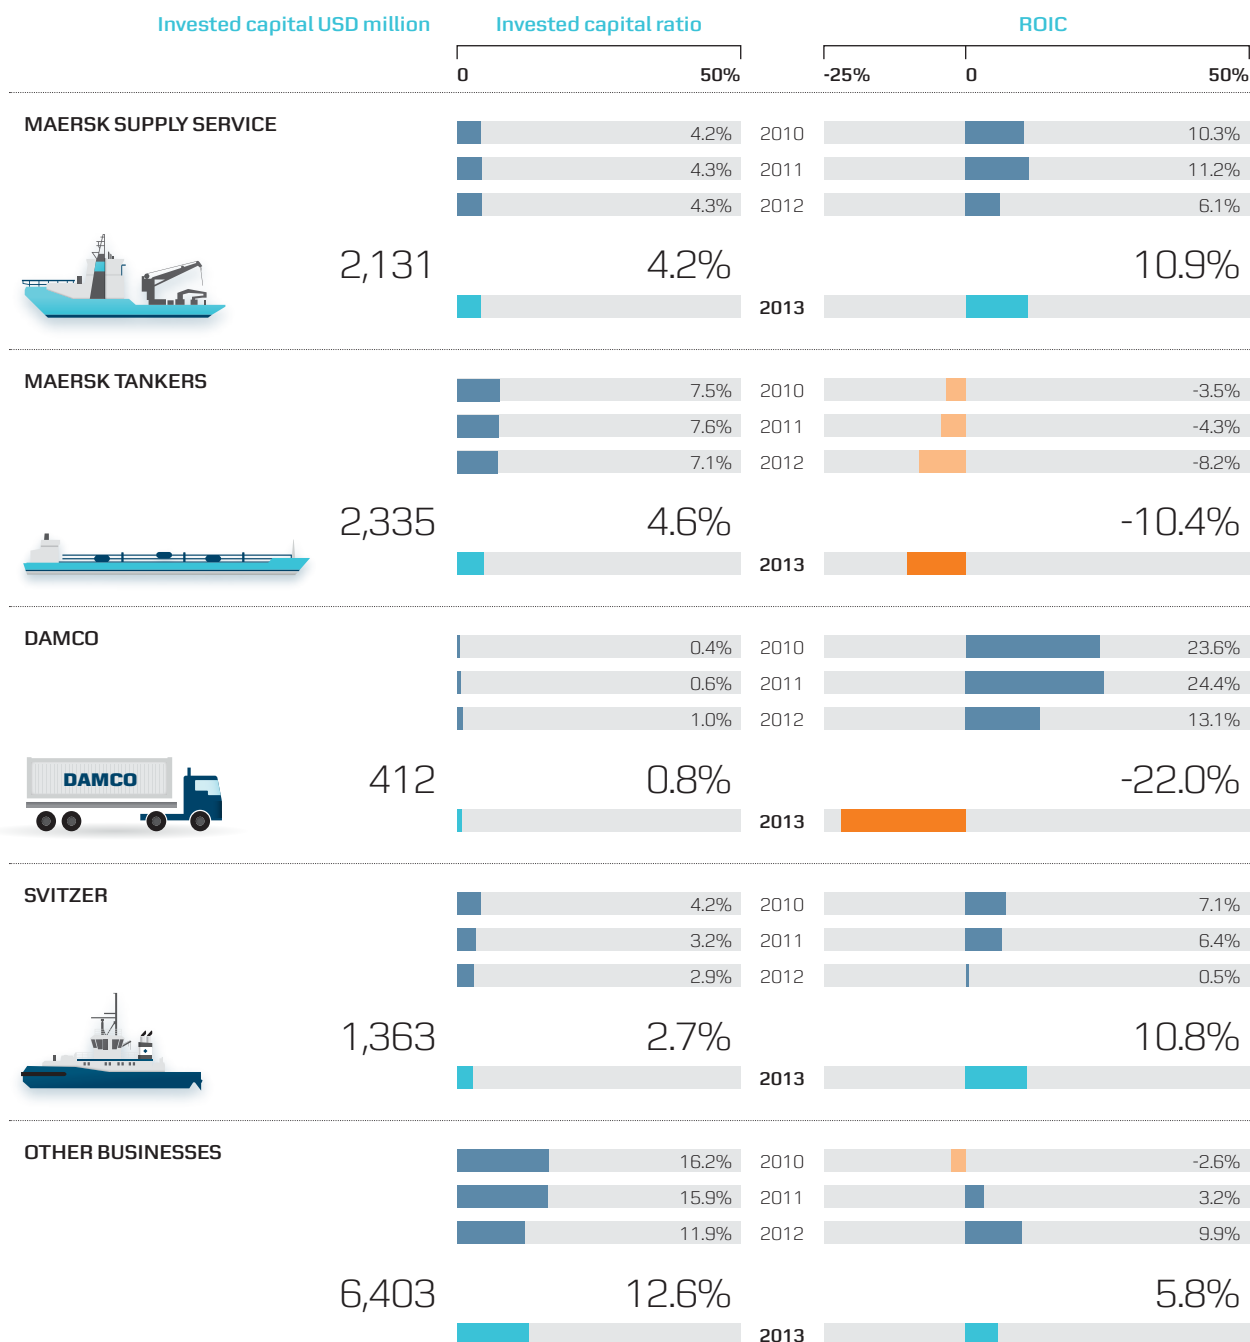 Invested capital USD million Invested capital ratio ROIC
0 50% -25% 0 50%
MAERSK SUPPLY SERVICE
4.2% 2010 10.3%
4.3% 2011 11.2%
4.3% 2012 6.1%
2,131 4.2% 10.9%
2013
MAERSK TANKERS
7.5% 2010 -3.5%
7.6% 2011 -4.3%
7.1% 2012 -8.2%
2,335 4.6% -10.4%
2013
DAMCO
0.4% 2010 23.6%
0.6% 2011 24.4%
1.0% 2012 13.1%
DAMCO 412 0.8% -22.0%
2013
SVITZER
4.2% 2010 7.1%
3.2% 2011 6.4%
2.9% 2012 0.5%
1,363 2.7% 10.8%
2013
OTHER BUSINESSES
16.2% 2010 -2.6%
15.9% 2011 3.2%
11.9% 2012 9.9%
6,403 12.6% 5.8%
2013